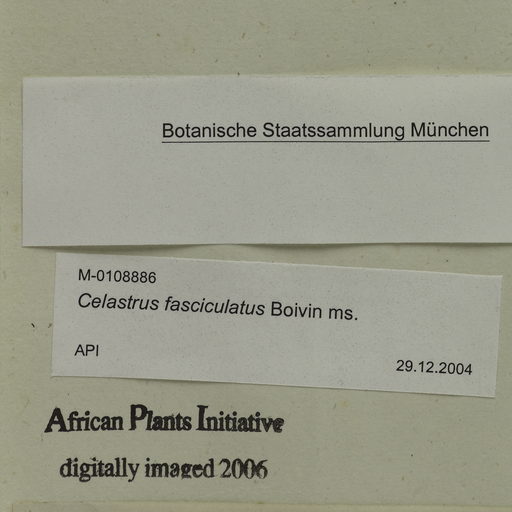 Botanische Staatssammlung München
M-0108886
Celastrus fasciculatus Boivin ms.
API
29.12.2004
African Plants Initiative
digitally imaged 2006